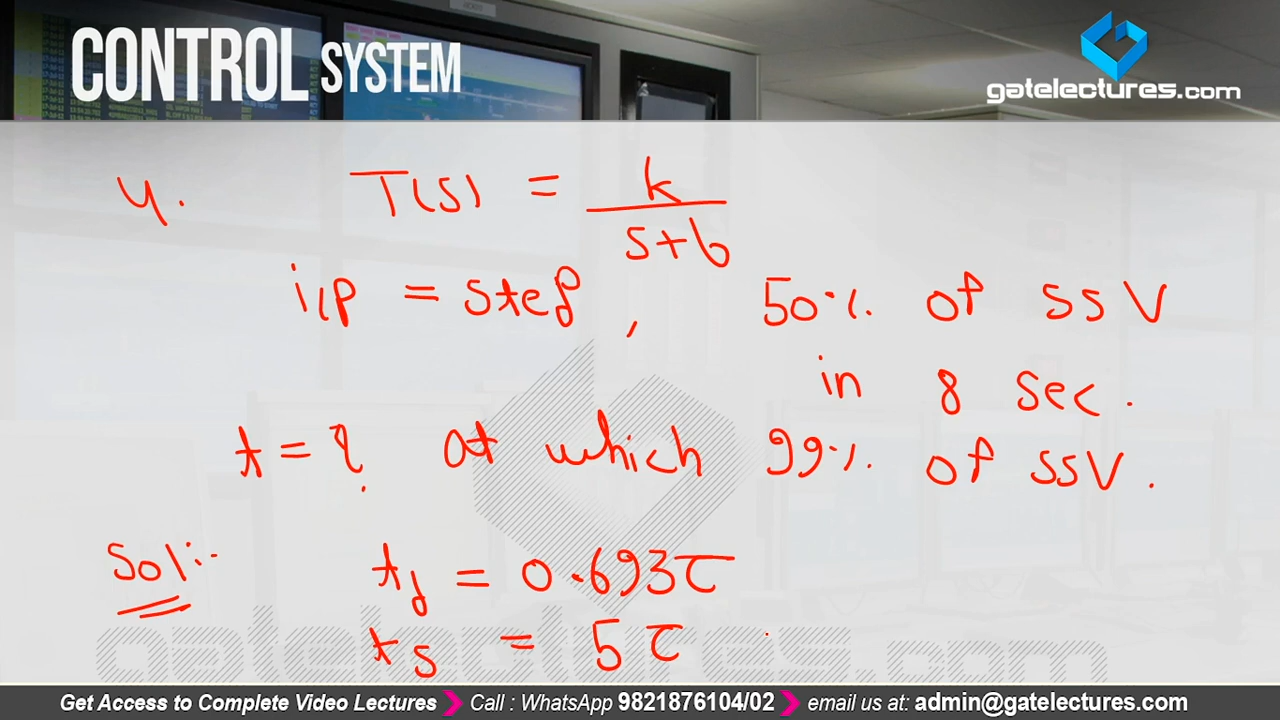 CONTROL SYSTEM
gatelectures.com
4. T(s) = k / s+b
i/p = step, 50% of SSV
in 8 sec.
t = ? at which 99% of SSV.
Sol:-
td = 0.693τ
ts = 5τ
gatelectures.com
Get Access to Complete Video Lectures Call : WhatsApp 9821876104/02 email us at: admin@gatelectures.com